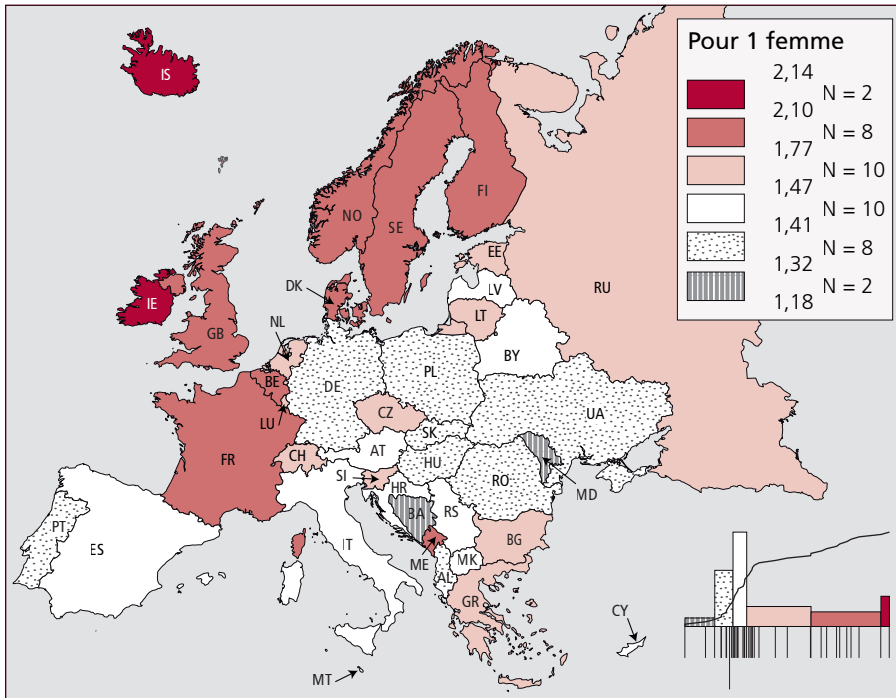 Pour 1 femme
2,14
N = 2
2,10
N = 8
1,77
N = 10
1,47
N = 10
1,41
N = 8
1,32
N = 2
1,18
IS
NO
SE
FI
EE
RU
LV
DK
LT
IE
GB
NL
BY
BE
DE
PL
LU
CZ
UA
SK
FR
CH
AT
HU
SI
RO
MD
HR
BA
RS
PT
ES
IT
BG
ME
MK
AL
GR
CY
MT